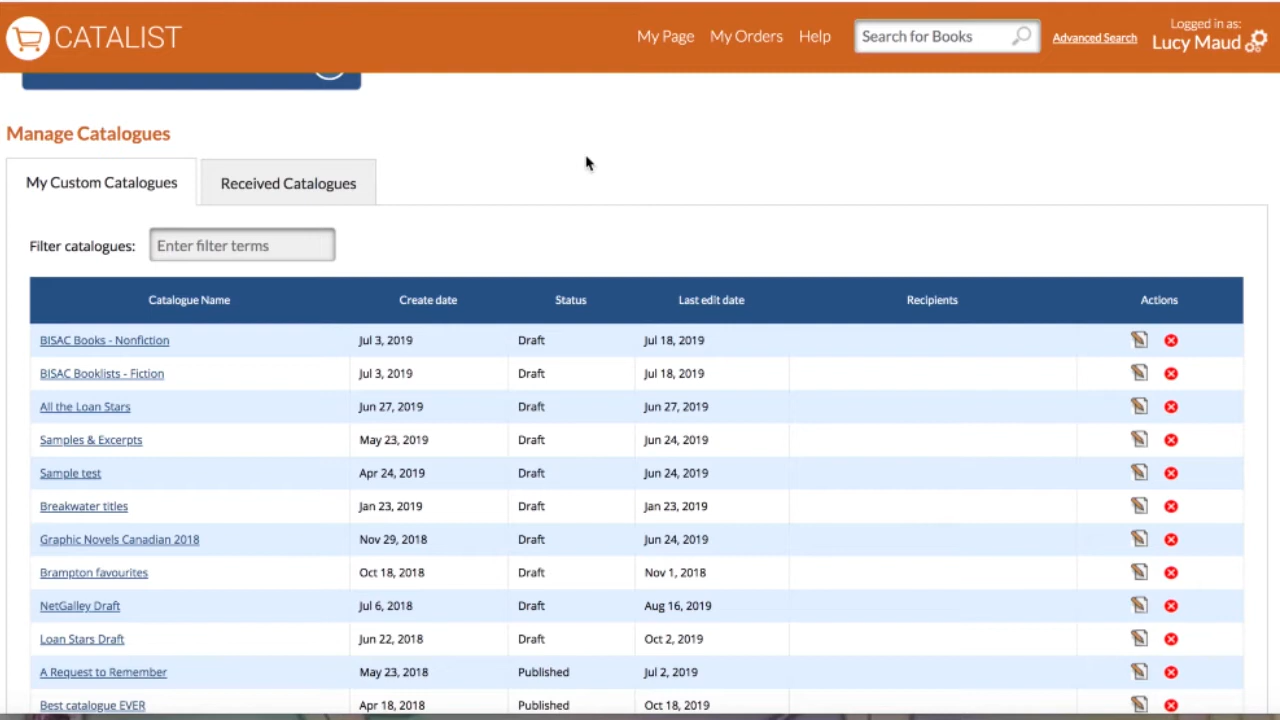 CATALIST
My Page My Orders Help Search for Books Advanced Search Logged in as:
Lucy Maud
Manage Catalogues
My Custom Catalogues Received Catalogues
Filter catalogues: Enter filter terms
Catalogue Name Create date Status Last edit date Recipients Actions
BISAC Books - Nonfiction Jul 3, 2019 Draft Jul 18, 2019
BISAC Booklists - Fiction Jul 3, 2019 Draft Jul 18, 2019
All the Loan Stars Jun 27, 2019 Draft Jun 27, 2019
Samples & Excerpts May 23, 2019 Draft Jun 24, 2019
Sample test Apr 24, 2019 Draft Jun 24, 2019
Breakwater titles Jan 23, 2019 Draft Jan 23, 2019
Graphic Novels Canadian 2018 Nov 29, 2018 Draft Jun 24, 2019
Brampton favourites Oct 18, 2018 Draft Nov 1, 2018
NetGalley Draft Jul 6, 2018 Draft Aug 16, 2019
Loan Stars Draft Jun 22, 2018 Draft Oct 2, 2019
A Request to Remember May 23, 2018 Published Jul 2, 2019
Best catalogue EVER Apr 18, 2018 Published Oct 18, 2019